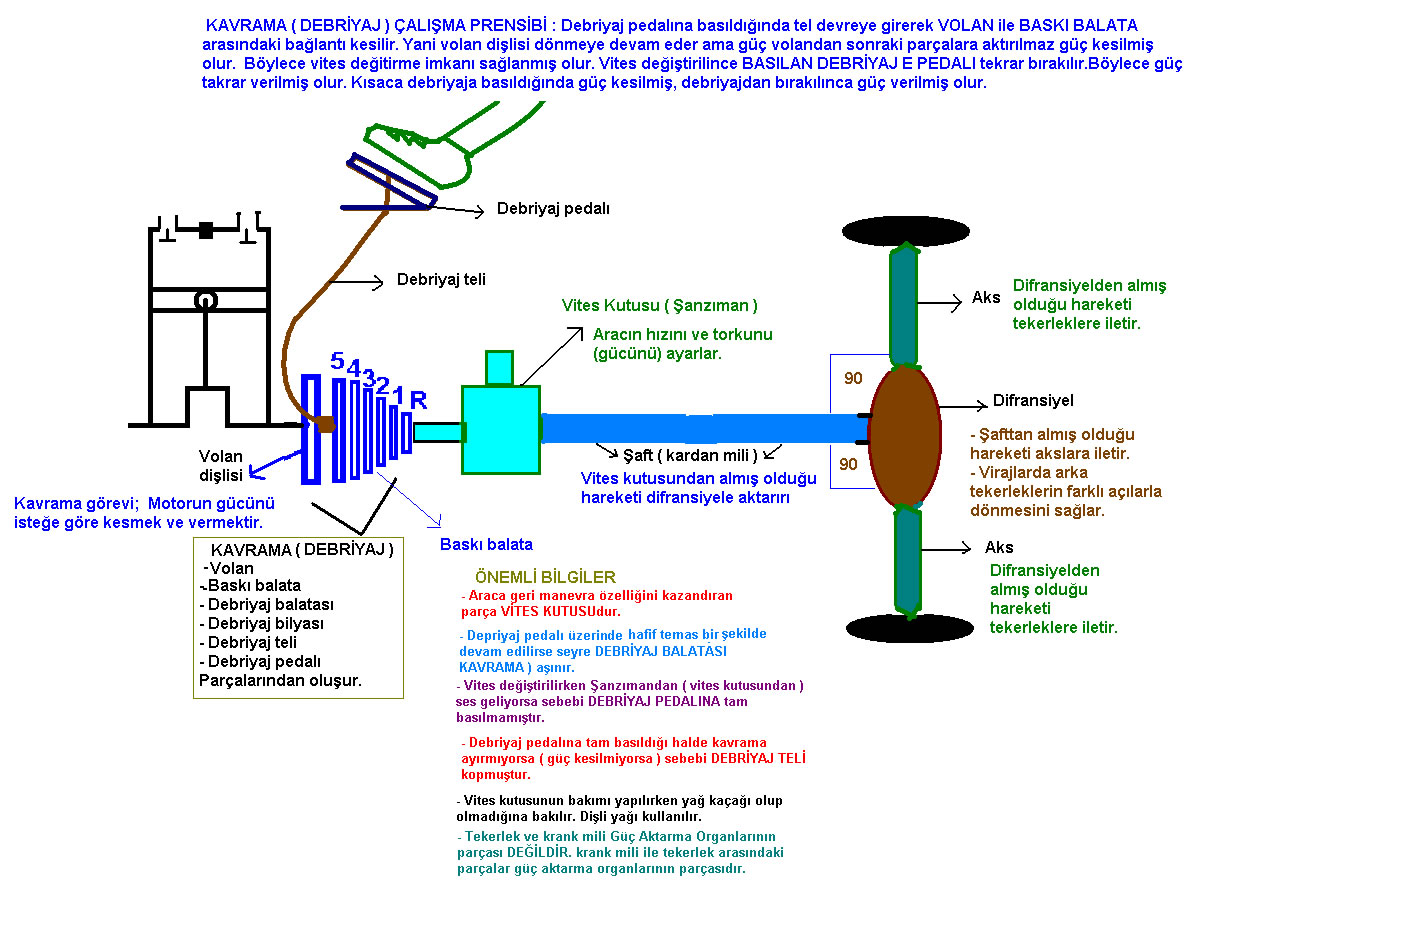 KAVRAMA ( DEBRİYAJ ) ÇALIŞMA PRENSİBİ : Debriyaj pedalına basıldığında tel devreye girerek VOLAN ile BASKI BALATA
arasındaki bağlantı kesilir. Yani volan dişlisi dönmeye devam eder ama güç volandan sonraki parçalara aktırılmaz güç kesilmiş
olur. Böylece vites değitirme imkanı sağlanmış olur. Vites değiştirilince BASILAN DEBRİYAJ E PEDALI tekrar bırakılır.Böylece güç
takrar verilmiş olur. Kısaca debriyaja basıldığında güç kesilmiş, debriyajdan bırakılınca güç verilmiş olur.
Debriyaj pedalı
Debriyaj teli
Vites Kutusu ( Şanzıman )
Aracın hızını ve torkunu
(gücünü) ayarlar.
Aks
Difransiyelden almış
olduğu hareketi
tekerleklere iletir.
5
4
3
2
1
R
90
90
Difransiyel
- Şafttan almış olduğu
hareketi akslara iletir.
- Virajlarda arka
tekerleklerin farklı açılarla
dönmesini sağlar.
Volan
dişlisi
Şaft ( kardan mili )
Vites kutusundan almış olduğu
hareketi difransiyele aktarırı
Kavrama görevi; Motorun gücünü
isteğe göre kesmek ve vermektir.
Baskı balata
Aks
Difransiyelden
almış olduğu
hareketi
tekerleklere iletir.
KAVRAMA ( DEBRİYAJ )
-Volan
-Baskı balata
- Debriyaj balatası
- Debriyaj bilyası
- Debriyaj teli
- Debriyaj pedalı
Parçalarından oluşur.
ÖNEMLİ BİLGİLER
- Araca geri manevra özelliğini kazandıran
parça VİTES KUTUSUdur.
- Depriyaj pedalı üzerinde hafif temas bir şekilde
devam edilirse seyre DEBRİYAJ BALATASI
KAVRAMA ) aşınır.
- Vites değiştirilirken Şanzımandan ( vites kutusundan )
ses geliyorsa sebebi DEBRİYAJ PEDALINA tam
basılmamıştır.
- Debriyaj pedalına tam basıldığı halde kavrama
ayırmıyorsa ( güç kesilmiyorsa ) sebebi DEBRİYAJ TELİ
kopmuştur.
- Vites kutusunun bakımı yapılırken yağ kaçağı olup
olmadığına bakılır. Dişli yağı kullanılır.
- Tekerlek ve krank mili Güç Aktarma Organlarının
parçası DEĞİLDİR. krank mili ile tekerlek arasındaki
parçalar güç aktarma organlarının parçasıdır.